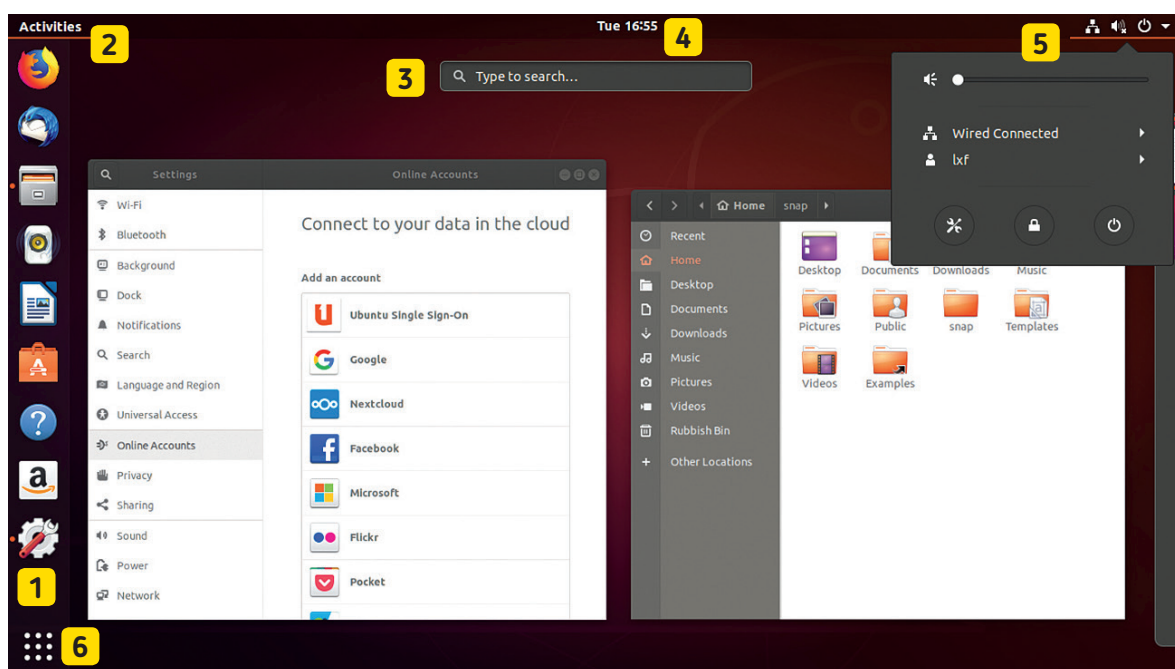 Activities
2
Tue 16:55
4
5
3
Type to search...
Wired Connected
lxf
Settings
Online Accounts
Wi-Fi
Bluetooth
Background
Dock
Notifications
Search
Language and Region
Universal Access
Online Accounts
Privacy
Sharing
Sound
Power
Network
Connect to your data in the cloud
Add an account
Ubuntu Single Sign-On
Google
Nextcloud
Facebook
Microsoft
Flickr
Pocket
Home
snap
Recent
Home
Desktop
Documents
Downloads
Music
Pictures
Videos
Rubbish Bin
Other Locations
Desktop
Documents
Downloads
Music
Pictures
Public
snap
Templates
Videos
Examples
1
6